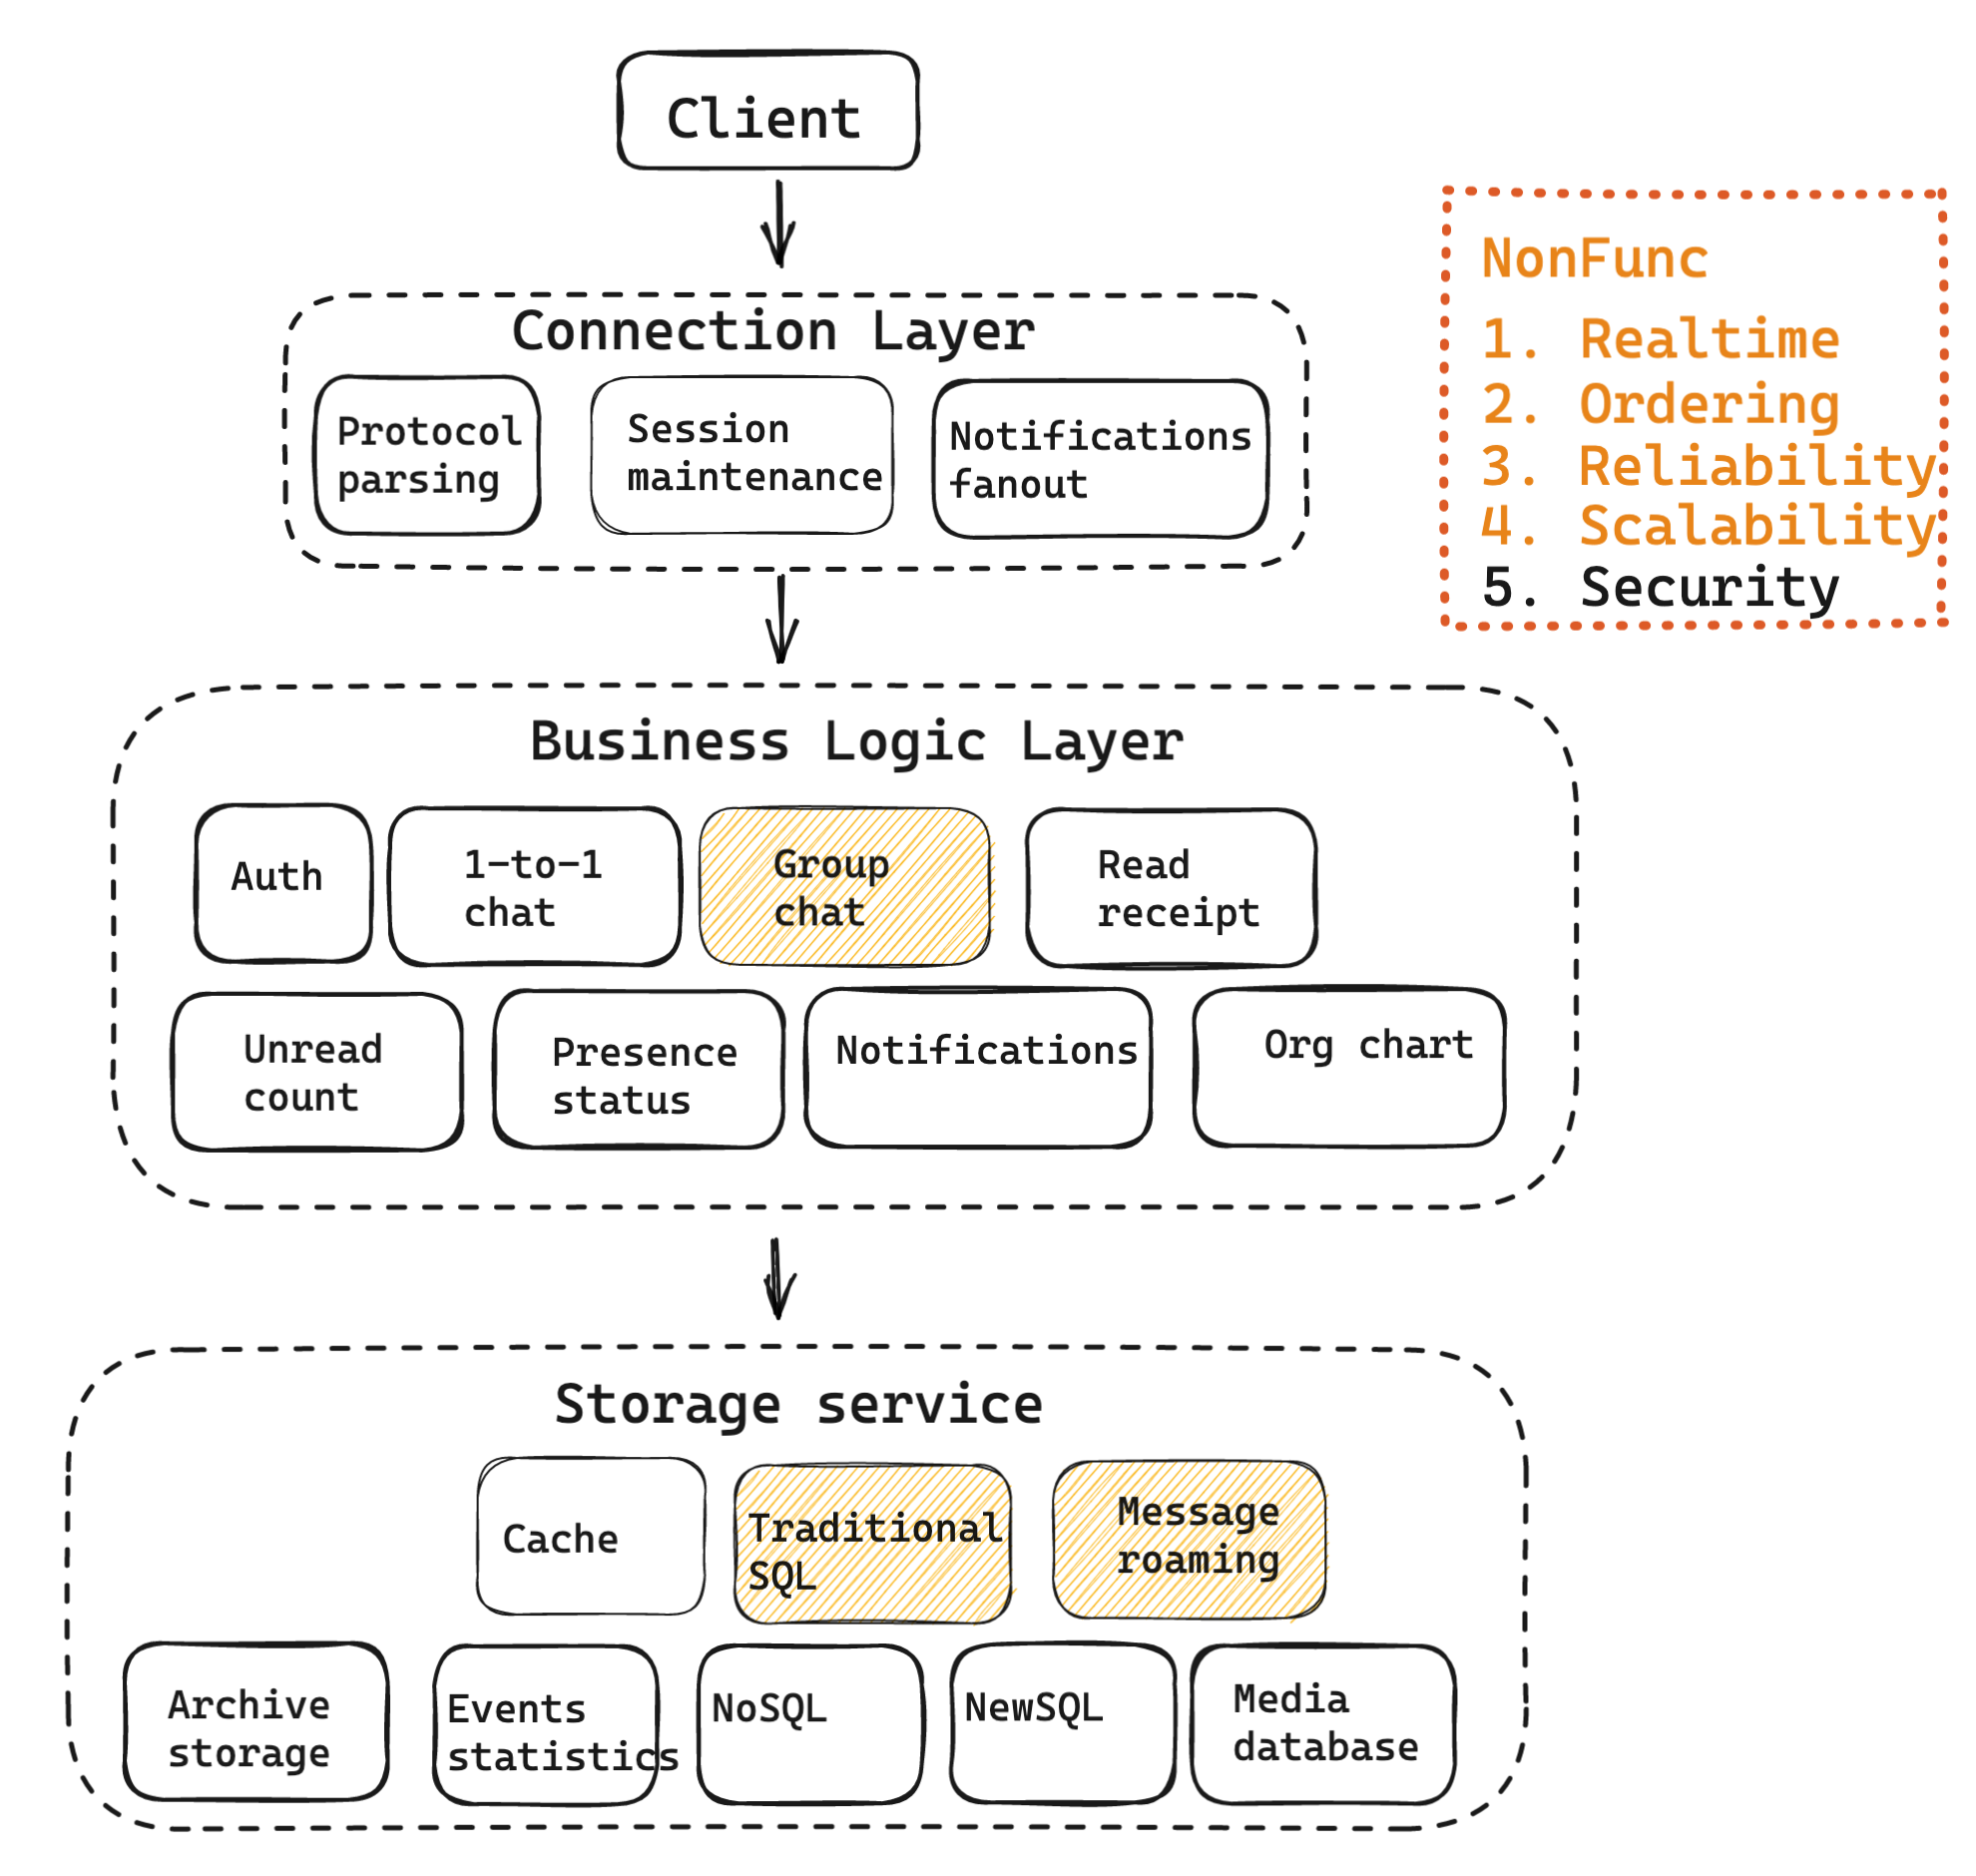 Client
Connection Layer
Protocol
parsing
Session
maintenance
Notifications
fanout
NonFunc
1. Realtime
2. Ordering
3. Reliability
4. Scalability
5. Security
Business Logic Layer
Auth
1-to-1
chat
Group
chat
Read
receipt
Unread
count
Presence
status
Notifications
Org chart
Storage service
Cache
Traditional
SQL
Message
roaming
Archive
storage
Events
statistics
NoSQL
NewSQL
Media
database